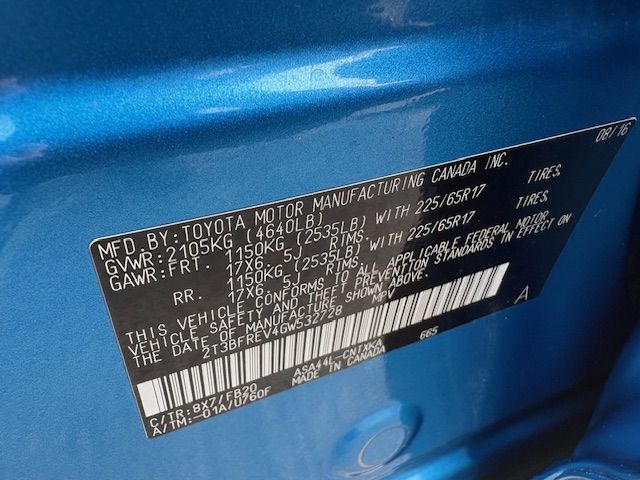 08/16
MFD. BY: TOYOTA MOTOR MANUFACTURING CANADA INC.
GVWR: 2105KG (4640LB)
GAWR: FRT. 1150KG (2535LB) WITH 225/65R17 TIRES
17X6.5J RIMS.
RR. 1150KG (2535LB) WITH 225/65R17 TIRES
17X6.5J RIMS.
THIS VEHICLE CONFORMS TO ALL APPLICABLE FEDERAL MOTOR
VEHICLE SAFETY AND THEFT PREVENTION STANDARDS IN EFFECT ON
THE DATE OF MANUFACTURE SHOWN ABOVE.
2T3BFREV4GW532728 MPV A
C/TR: 8X7/FB20 ASA44L-CNTXKA 665
A/TM: -01A/U760F MADE IN CANADA